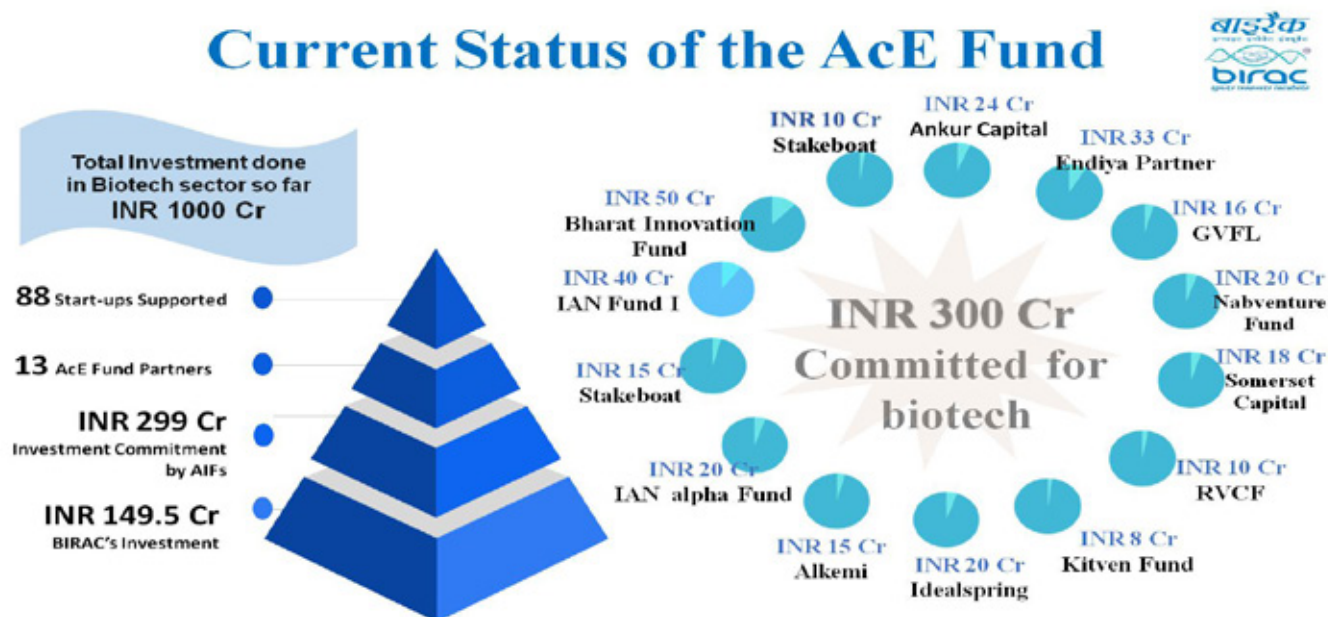 Current Status of the AcE Fund
बाइरैक
birac
Total Investment done
in Biotech sector so far
INR 1000 Cr
88 Start-ups Supported
13 AcE Fund Partners
INR 299 Cr
Investment Commitment
by AIFs
INR 149.5 Cr
BIRAC's Investment
INR 10 Cr
Stakeboat
INR 24 Cr
Ankur Capital
INR 33 Cr
Endiya Partner
INR 16 Cr
GVFL
INR 20 Cr
Nabventure
Fund
INR 18 Cr
Somerset
Capital
INR 10 Cr
RVCF
INR 8 Cr
Kitven Fund
INR 20 Cr
Idealspring
INR 15 Cr
Alkemi
INR 20 Cr
IAN alpha Fund
INR 15 Cr
Stakeboat
INR 40 Cr
IAN Fund I
INR 50 Cr
Bharat Innovation
Fund
INR 300 Cr
Committed for
biotech